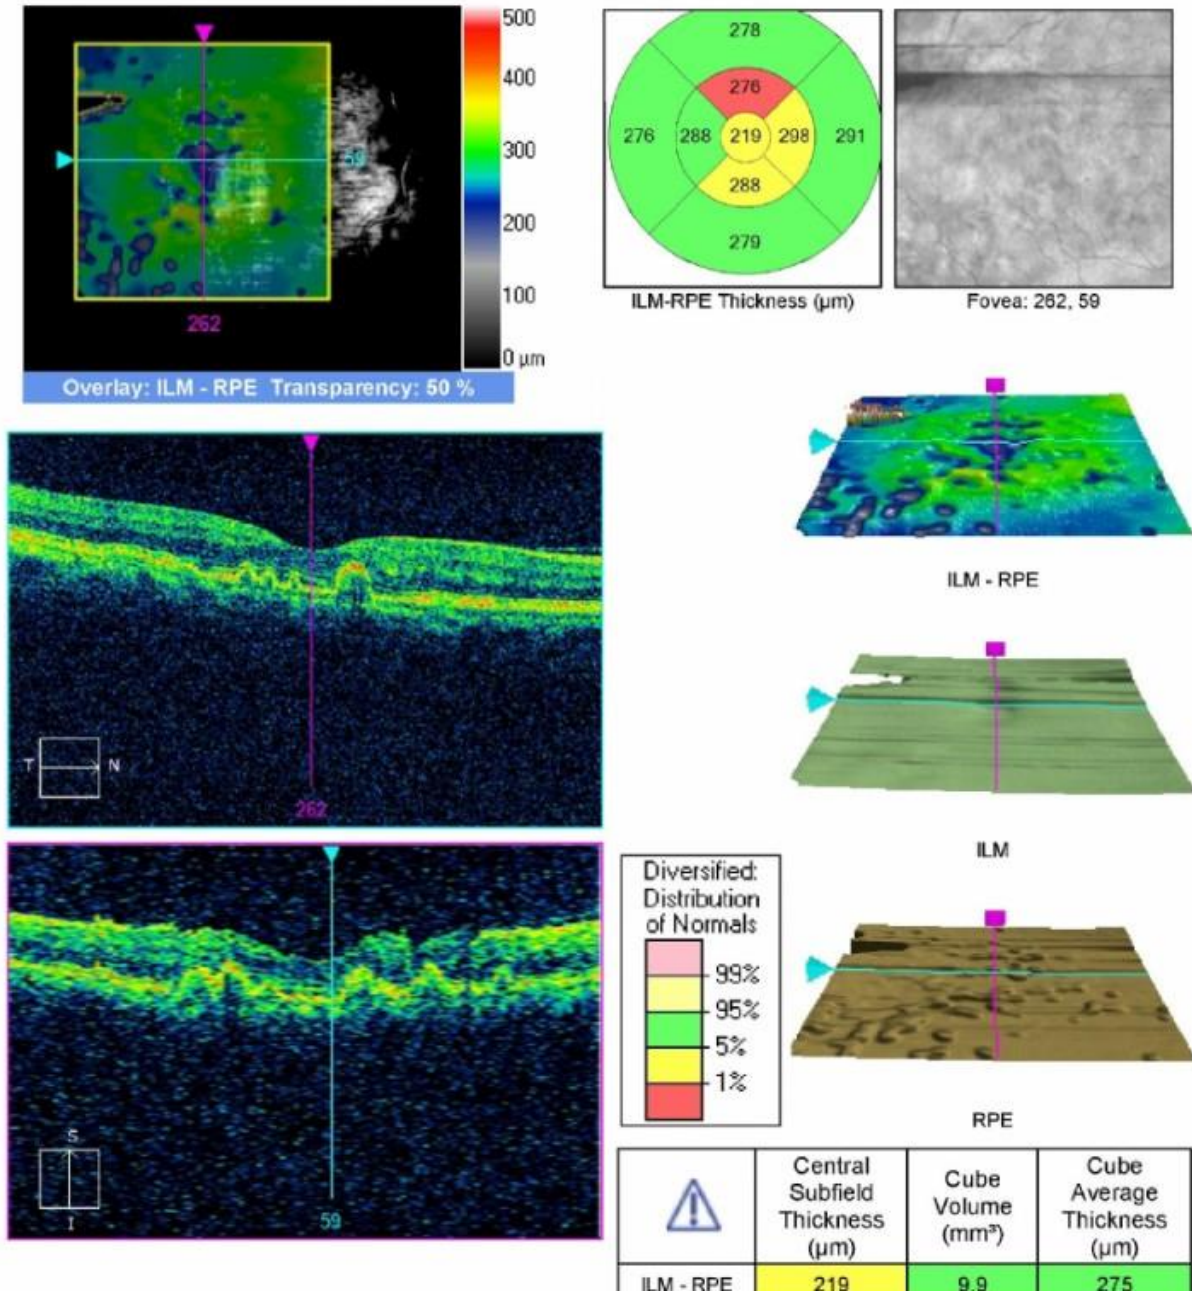 500
400
300
200
100
0 µm
59
262
Overlay: ILM - RPE Transparency: 50 %
278
276
276
288
219
298
291
288
279
ILM-RPE Thickness (µm)
Fovea: 262, 59
ILM - RPE
T
N
262
ILM
S
I
59
Diversified:
Distribution
of Normals
99%
95%
5%
1%
RPE
Central
Subfield
Thickness
(µm)
Cube
Volume
(mm³)
Cube
Average
Thickness
(µm)
ILM - RPE
219
9.9
275